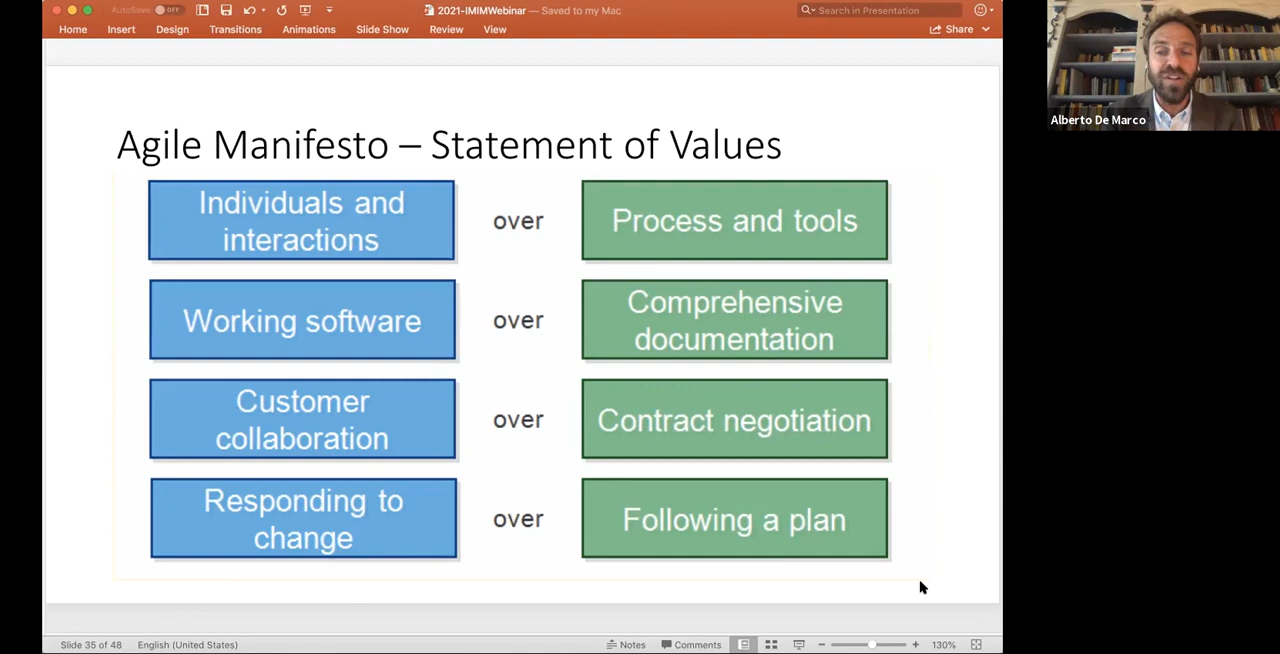 AutoSave OFF
2021-IMIMWebinar — Saved to my Mac
Search in Presentation
Home Insert Design Transitions Animations Slide Show Review View
Share
Alberto De Marco
Agile Manifesto – Statement of Values
Individuals and
interactions
over
Process and tools
Working software
over
Comprehensive
documentation
Customer
collaboration
over
Contract negotiation
Responding to
change
over
Following a plan
Slide 35 of 48 English (United States)
Notes Comments 130%